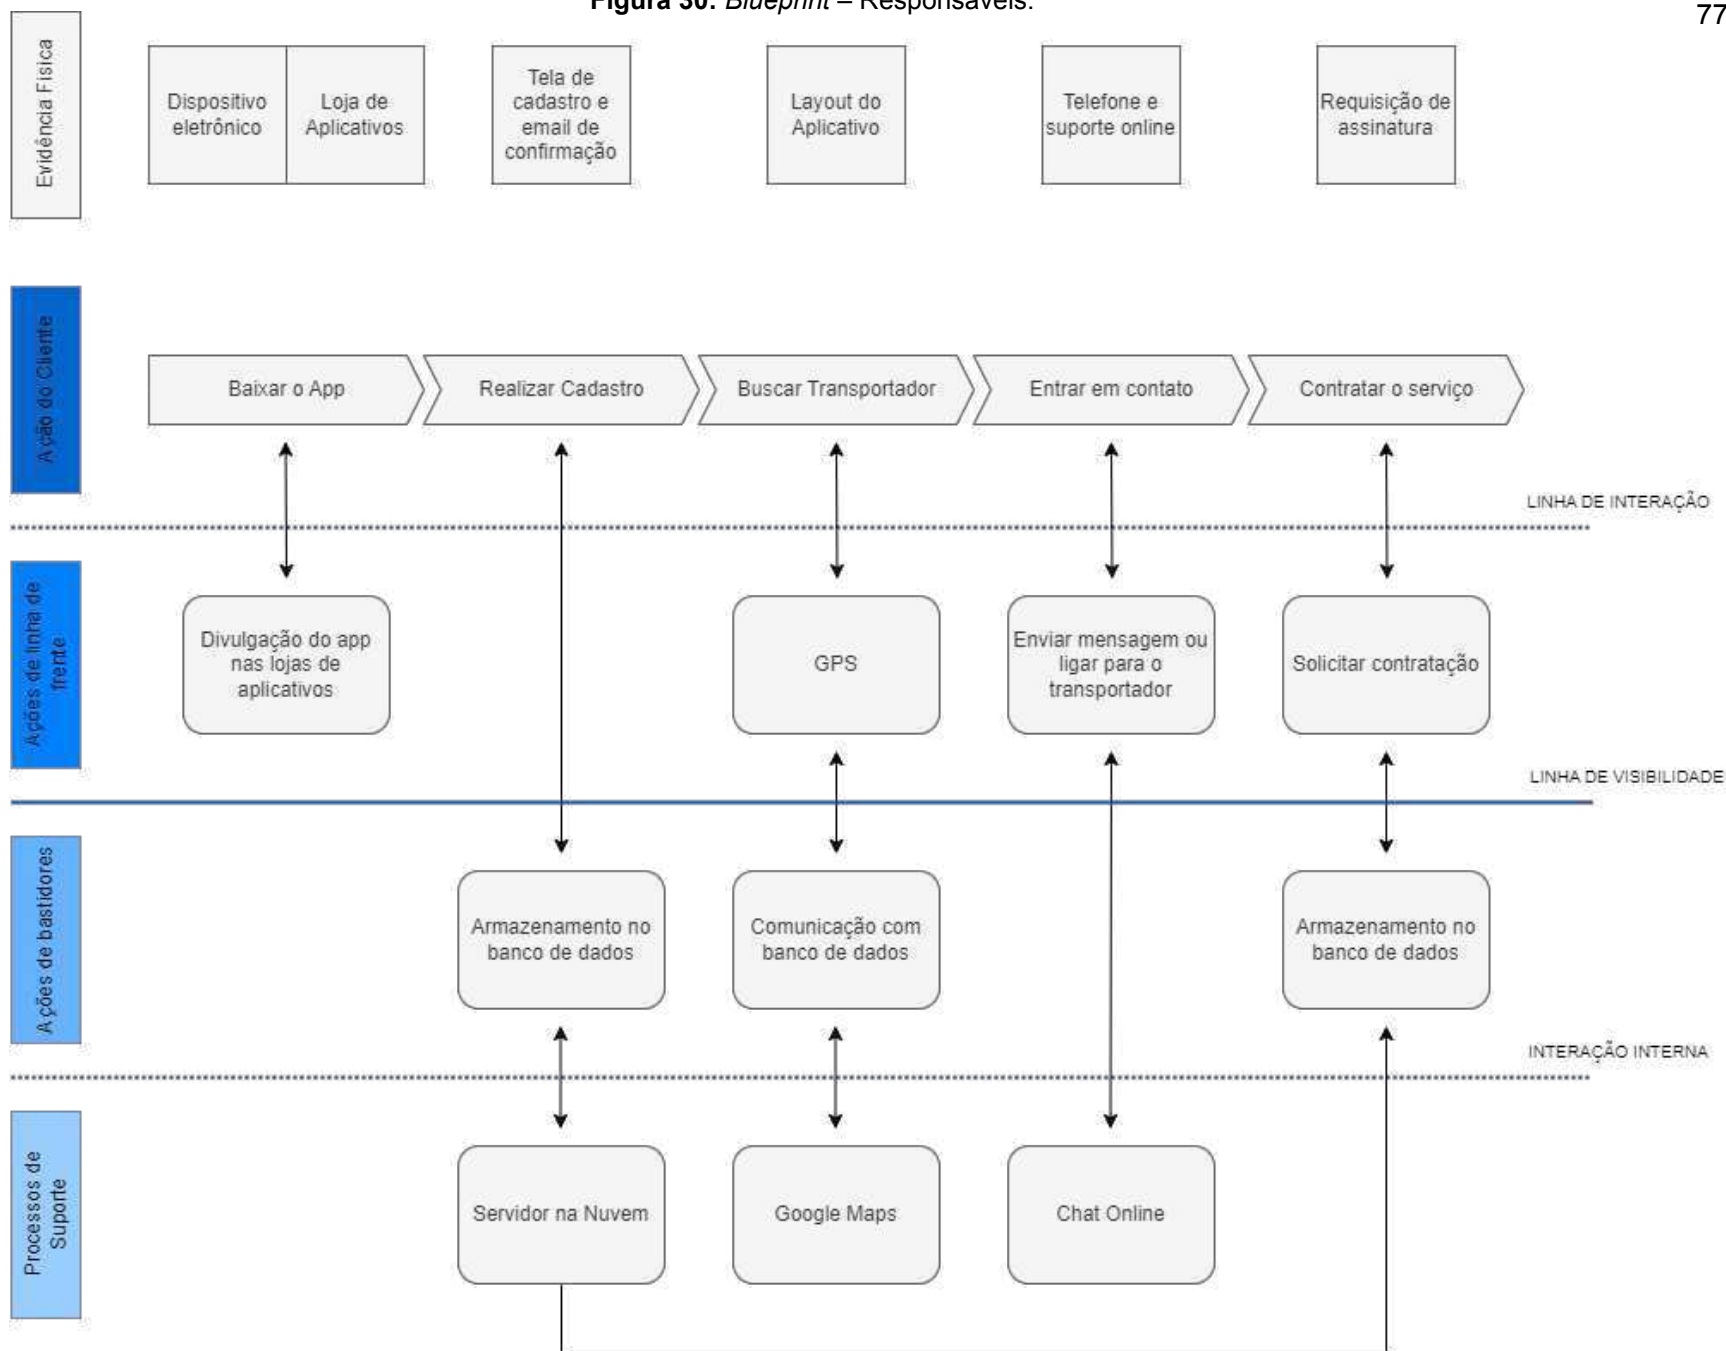 Figura 30: Blueprint – Responsáveis.
77
Evidência Física
Dispositivo
eletrônico
Loja de
Aplicativos
Tela de
cadastro e
email de
confirmação
Layout do
Aplicativo
Telefone e
suporte online
Requisição de
assinatura
Ação do Cliente
Baixar o App
Realizar Cadastro
Buscar Transportador
Entrar em contato
Contratar o serviço
LINHA DE INTERAÇÃO
Ações de linha de
frente
Divulgação do app
nas lojas de
aplicativos
GPS
Enviar mensagem ou
ligar para o
transportador
Solicitar contratação
LINHA DE VISIBILIDADE
Ações de bastidores
Armazenamento no
banco de dados
Comunicação com
banco de dados
Armazenamento no
banco de dados
INTERAÇÃO INTERNA
Processos de
Suporte
Servidor na Nuvem
Google Maps
Chat Online